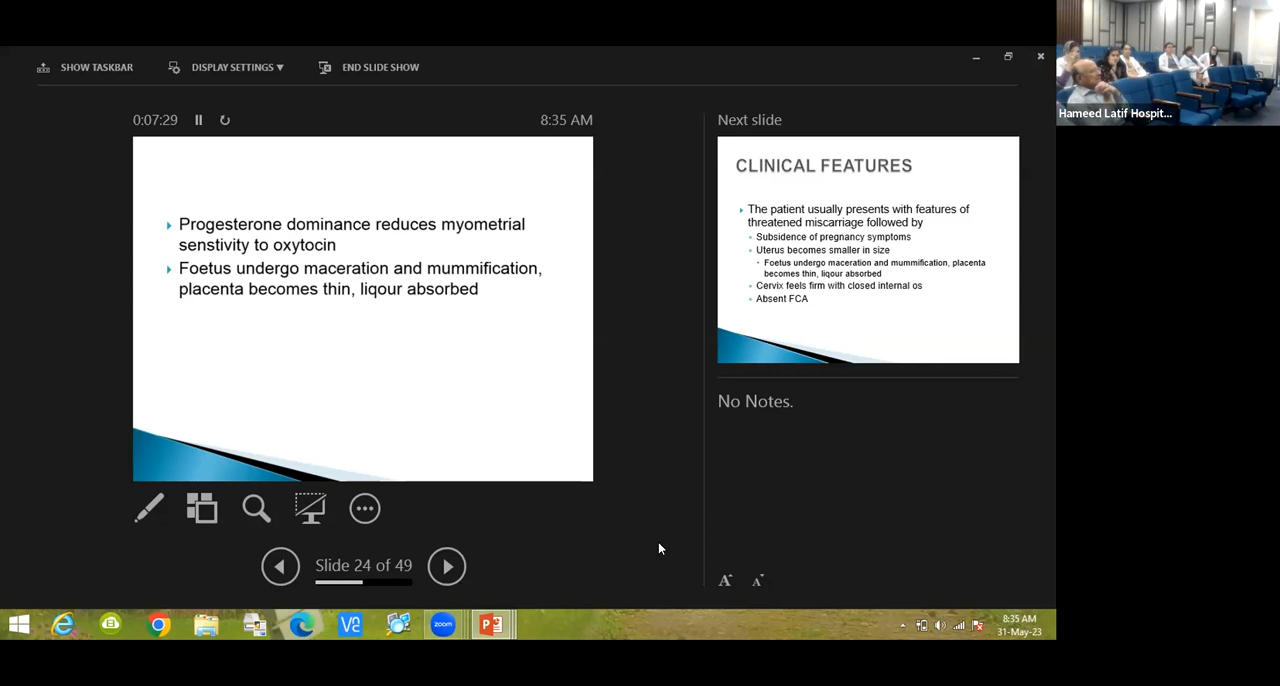 SHOW TASKBAR
DISPLAY SETTINGS ▼
END SLIDE SHOW
Hameed Latif Hospit...
0:07:29
8:35 AM
Progesterone dominance reduces myometrial
senstivity to oxytocin
Foetus undergo maceration and mummification,
placenta becomes thin, liqour absorbed
Slide 24 of 49
Next slide
CLINICAL FEATURES
The patient usually presents with features of
threatened miscarriage followed by
Subsidence of pregnancy symptoms
Uterus becomes smaller in size
Foetus undergo maceration and mummification, placenta
becomes thin, liqour absorbed
Cervix feels firm with closed internal os
Absent FCA
No Notes.
A A
zoom
8:35 AM
31-May-23